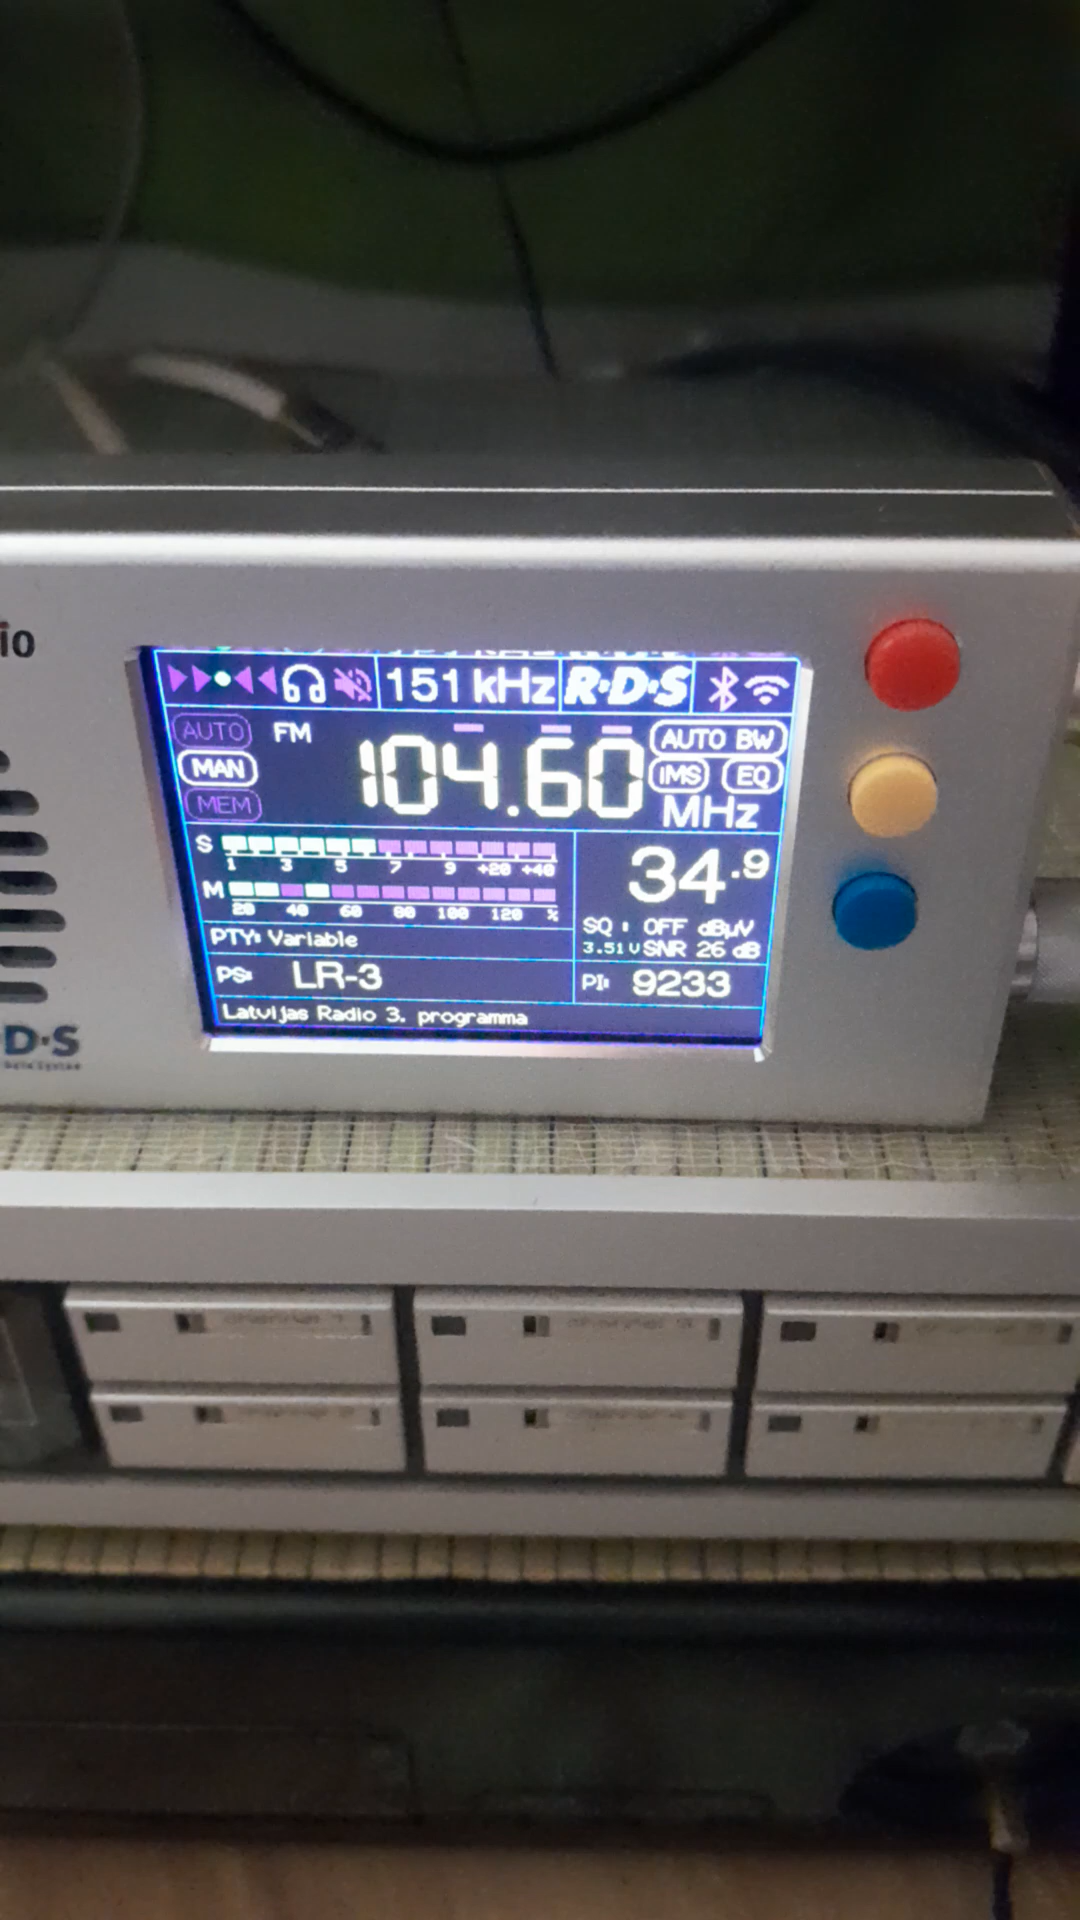 io
151 kHz R·D·S
AUTO
FM
104.60
AUTO BW
MAN
IMS EQ
MEM
MHz
S
1 3 5 7 9 +20 +40
M
20 40 60 80 100 120 %
34.9
SQ : OFF dBµV
3.51V SNR 26 dB
PTY: Variable
PS: LR-3
PI: 9233
Latvijas Radio 3. programma
D·S